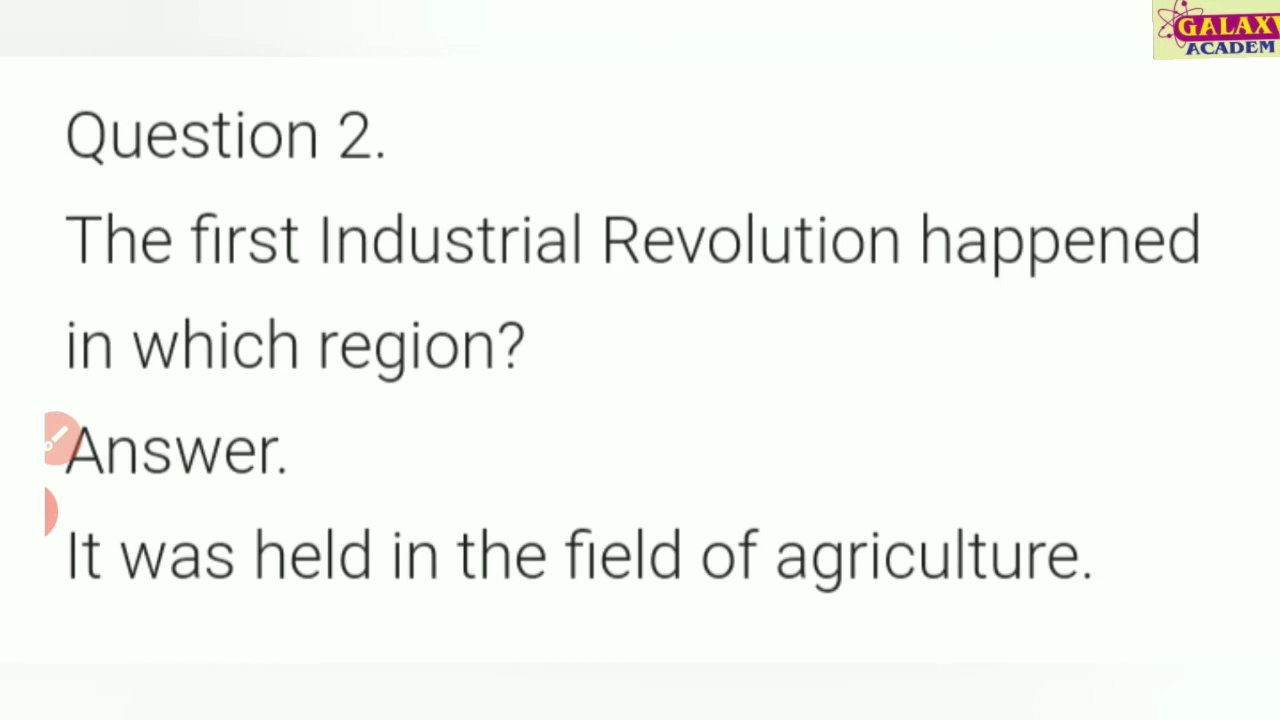 GALAXY
ACADEM
Question 2.
The first Industrial Revolution happened
in which region?
Answer.
It was held in the field of agriculture.